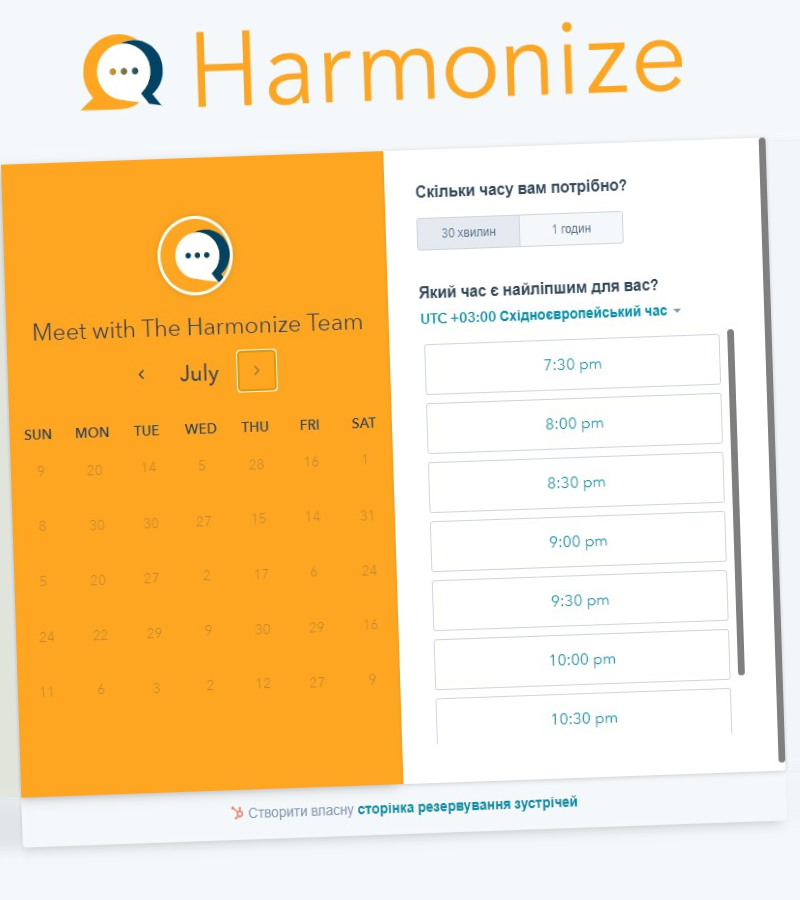 Harmonize
Meet with The Harmonize Team
‹ July ›
SUN MON TUE WED THU FRI SAT
9 20 14 5 28 16 1
8 30 30 27 15 14 31
5 20 27 2 17 6 24
24 22 29 9 30 29 16
11 6 3 2 12 27 9
Скільки часу вам потрібно?
30 хвилин 1 годин
Який час є найліпшим для вас?
UTC +03:00 Східноєвропейський час
7:30 pm
8:00 pm
8:30 pm
9:00 pm
9:30 pm
10:00 pm
10:30 pm
Створити власну сторінка резервування зустрічей